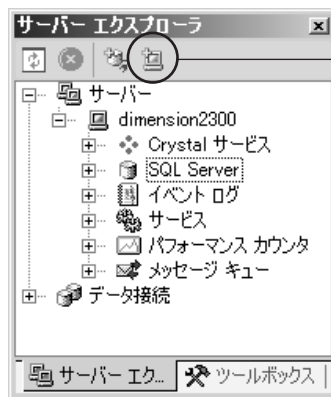 サーバー エクスプローラ
サーバー
dimension2300
Crystal サービス
SQL Server
イベント ログ
サービス
パフォーマンス カウンタ
メッセージ キュー
データ接続
サーバー エク... ツールボックス